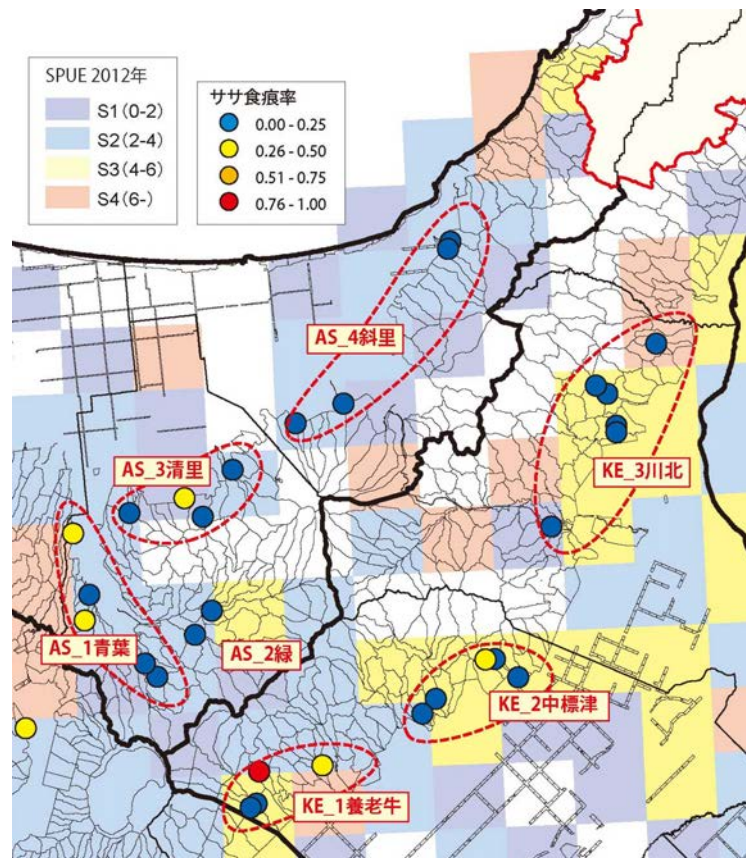 SPUE 2012年
S1(0-2)
S2(2-4)
S3(4-6)
S4(6-)
ササ食痕率
0.00 - 0.25
0.26 - 0.50
0.51 - 0.75
0.76 - 1.00
AS_4斜里
AS_3清里
KE_3川北
AS_1青葉
AS_2緑
KE_2中標津
KE_1養老牛